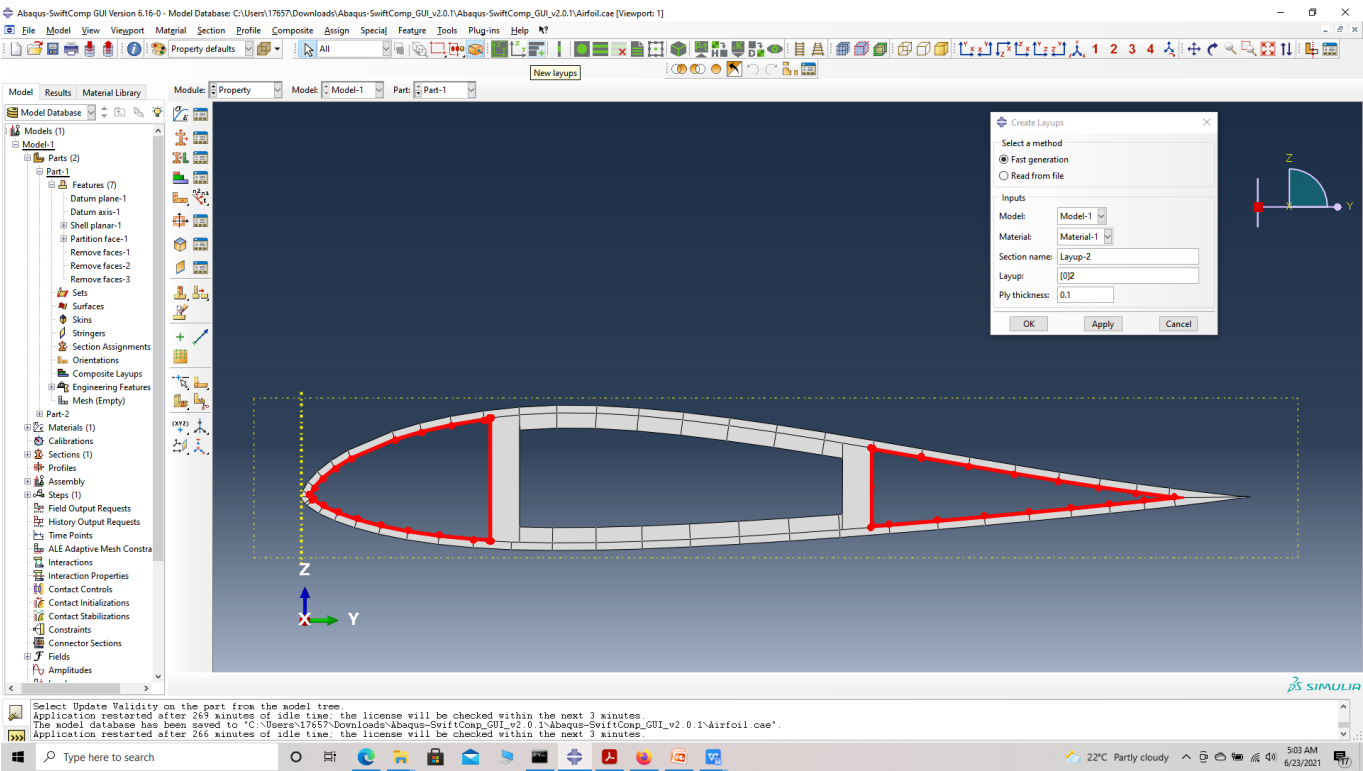 Abaqus-SwiftComp GUI Version 6.16-0 - Model Database: C:\Users\17657\Downloads\Abaqus-SwiftComp_GUI_v2.0.1\Abaqus-SwiftComp_GUI_v2.0.1\Airfoil.cae [Viewport: 1]
File Model View Viewport Material Section Profile Composite Assign Special Feature Tools Plug-ins Help
Property defaults All 1 2 3 4
New layups
Model Results Material Library Module: Property Model: Model-1 Part: Part-1
Model Database
Models (1)
Model-1
Parts (2)
Part-1
Features (7)
Datum plane-1
Datum axis-1
Shell planar-1
Partition face-1
Remove faces-1
Remove faces-2
Remove faces-3
Sets
Surfaces
Skins
Stringers
Section Assignments
Orientations
Composite Layups
Engineering Features
Mesh (Empty)
Part-2
Materials (1)
Calibrations
Sections (1)
Profiles
Assembly
Steps (1)
Field Output Requests
History Output Requests
Time Points
ALE Adaptive Mesh Constra
Interactions
Interaction Properties
Contact Controls
Contact Initializations
Contact Stabilizations
Constraints
Connector Sections
Fields
Amplitudes
(XYZ)
Create Layups
Select a method
Fast generation
Read from file
Inputs
Model: Model-1
Material: Material-1
Section name: Layup-2
Layup: [0]2
Ply thickness: 0.1
OK Apply Cancel
Z
X Y
Z
X Y
SIMULIA
Select Update Validity on the part from the model tree.
Application restarted after 269 minutes of idle time; the license will be checked within the next 3 minutes.
The model database has been saved to "C:\Users\17657\Downloads\Abaqus-SwiftComp_GUI_v2.0.1\Abaqus-SwiftComp_GUI_v2.0.1\Airfoil.cae".
Application restarted after 266 minutes of idle time; the license will be checked within the next 3 minutes.
>>>
Type here to search
22°C Partly cloudy
5:03 AM
6/23/2021
17